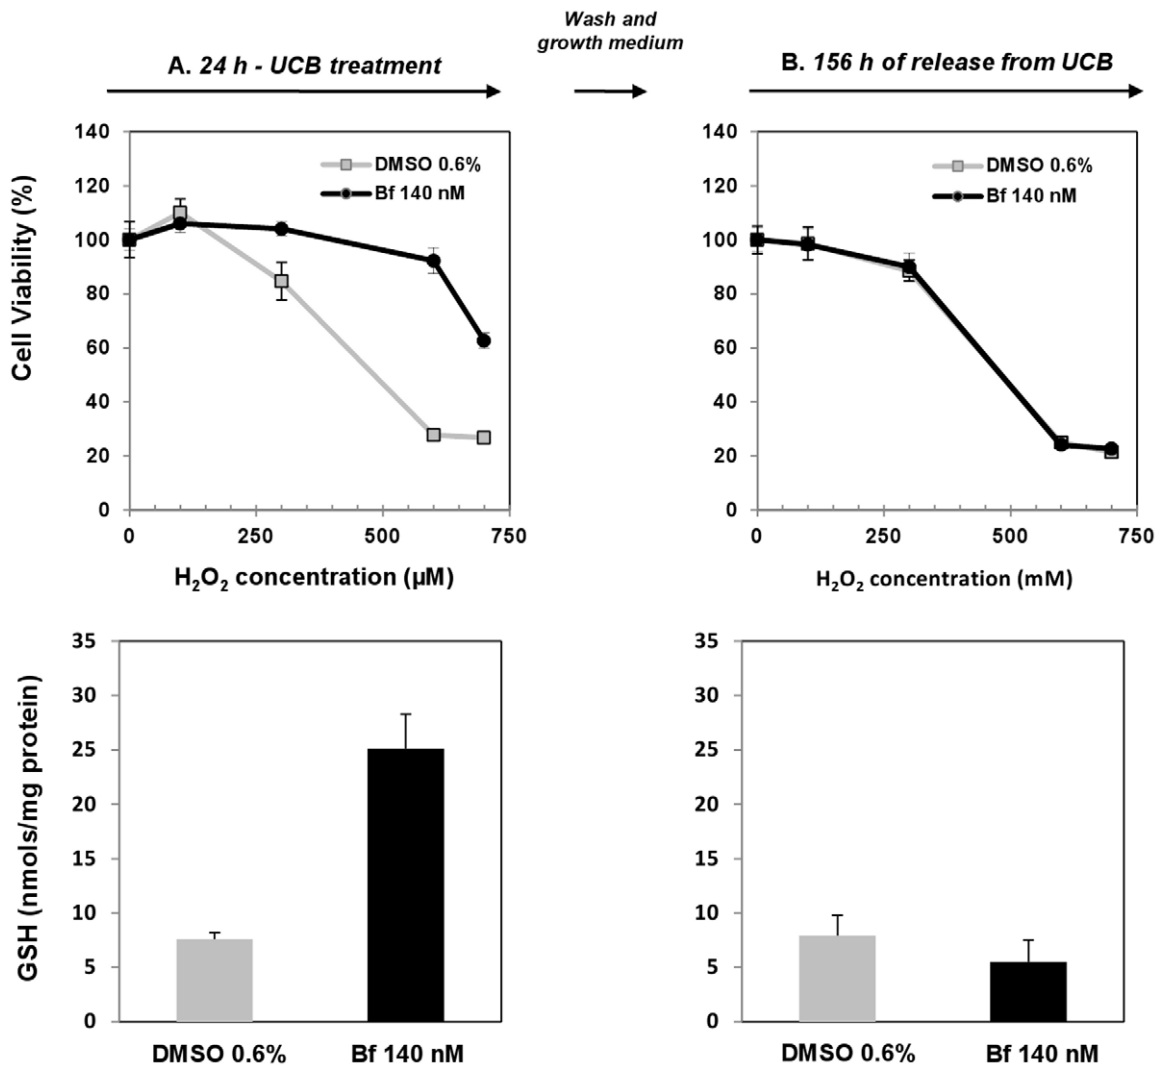 Wash and
growth medium
A. 24 h - UCB treatment
B. 156 h of release from UCB
Cell Viability (%)
140
120
100
80
60
40
20
0
DMSO 0.6%
Bf 140 nM
0 250 500 750
H₂O₂ concentration (µM)
140
120
100
80
60
40
20
0
DMSO 0.6%
Bf 140 nM
0 250 500 750
H₂O₂ concentration (mM)
GSH (nmols/mg protein)
35
30
25
20
15
10
5
0
DMSO 0.6% Bf 140 nM
35
30
25
20
15
10
5
0
DMSO 0.6% Bf 140 nM